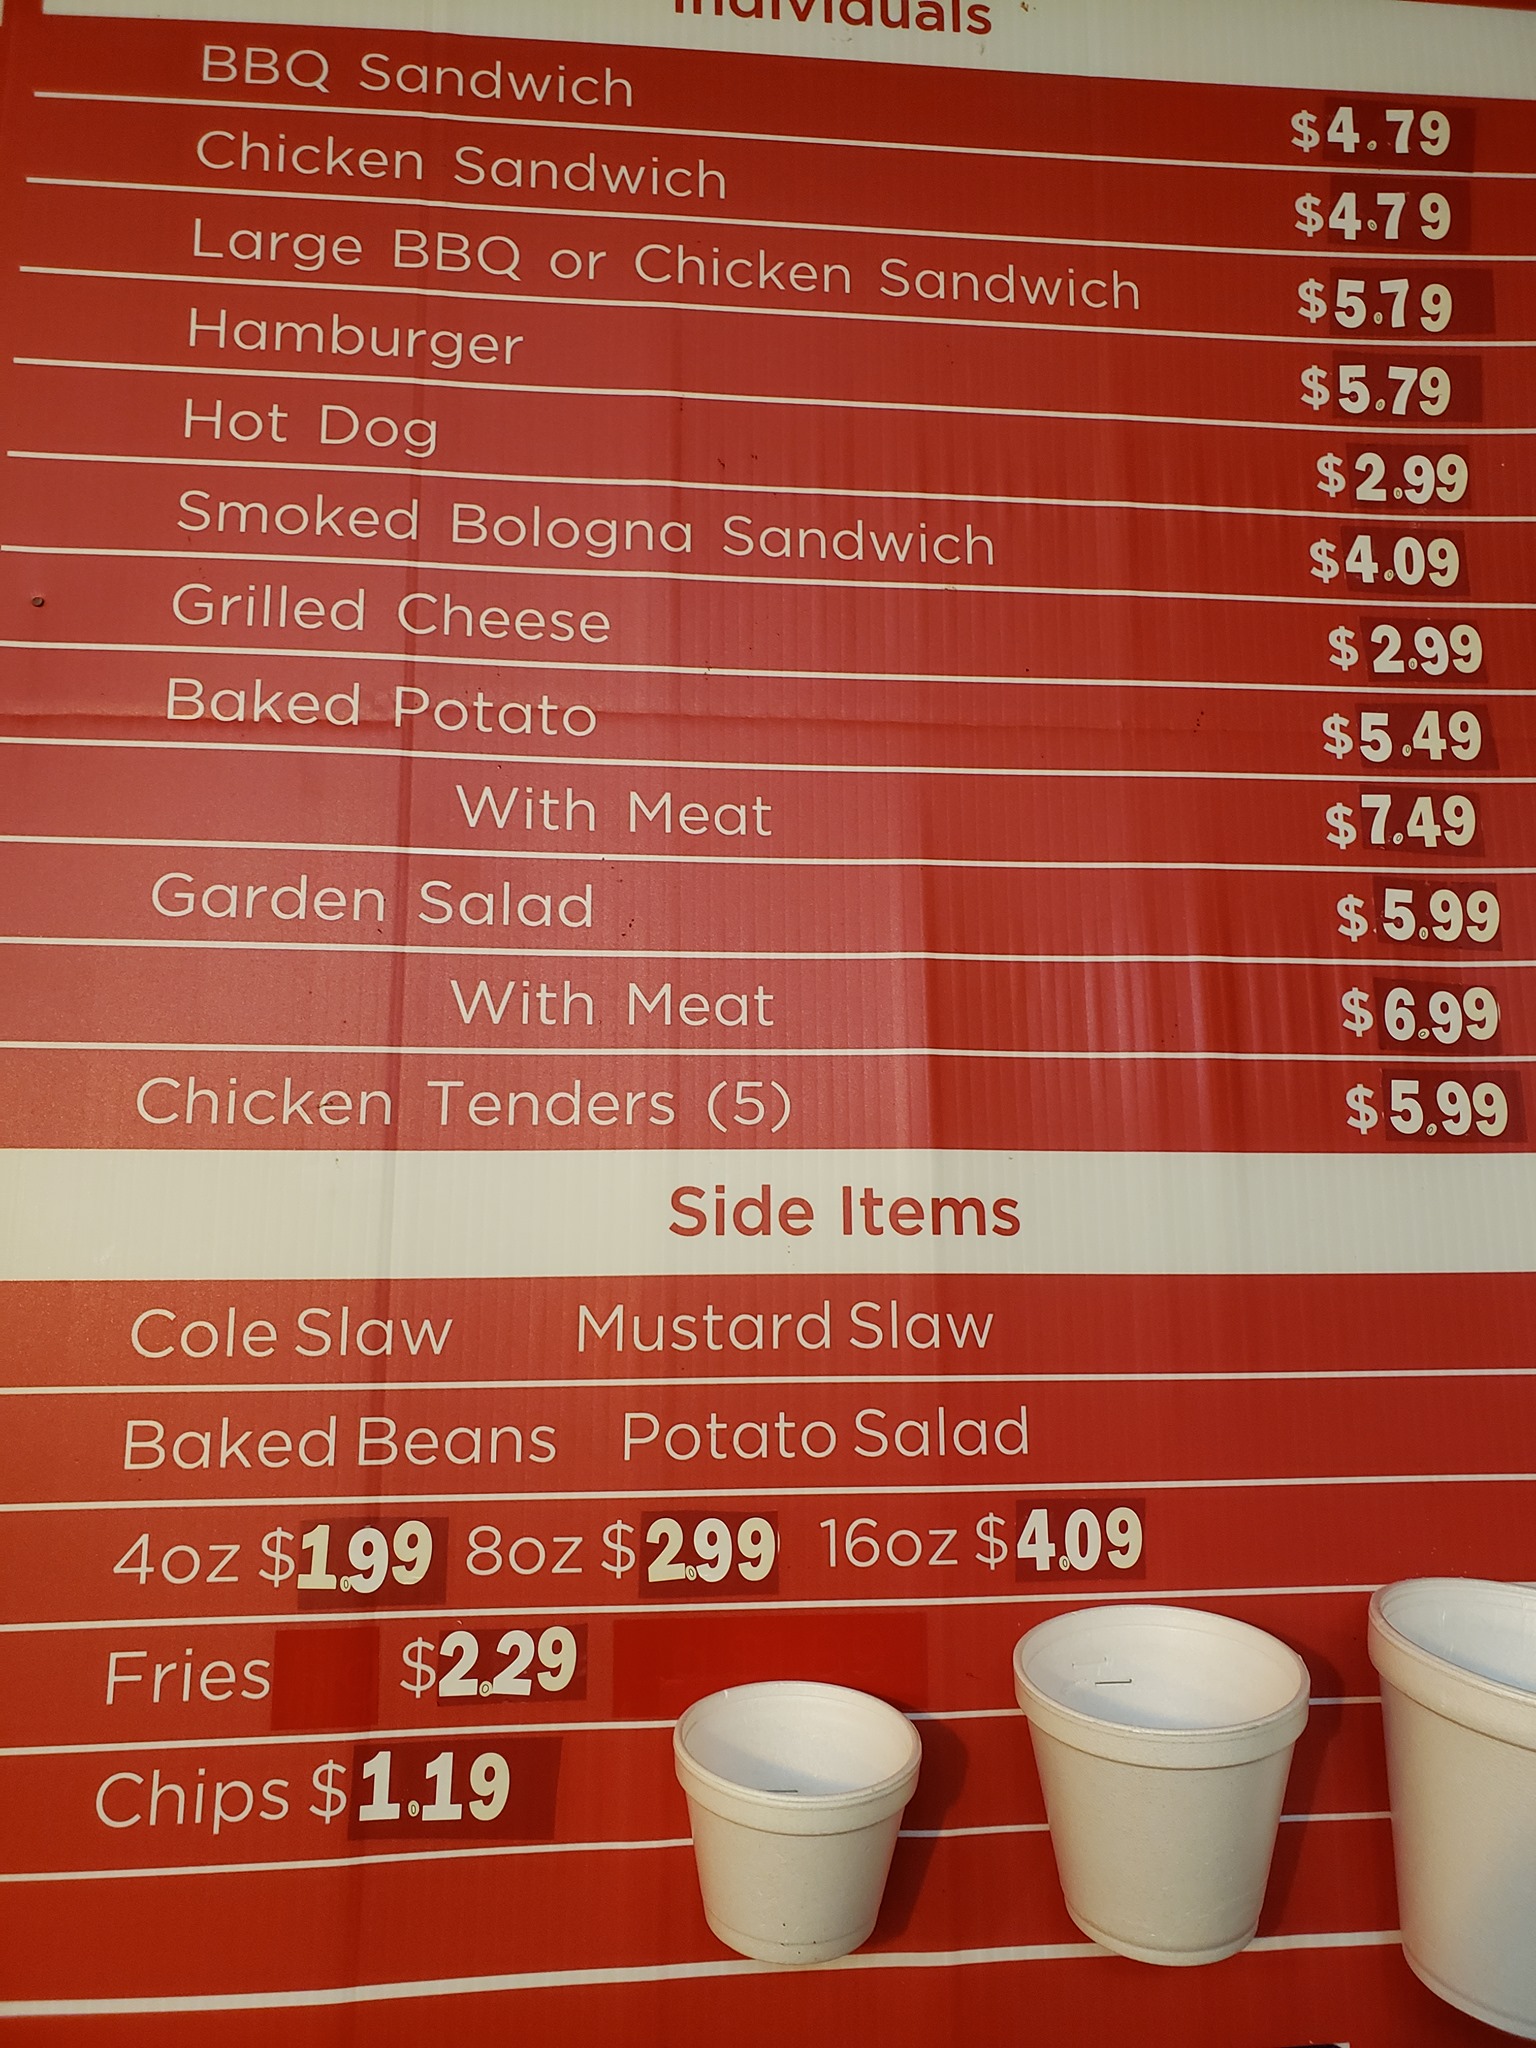 Individuals
BBQ Sandwich $4.79
Chicken Sandwich $4.79
Large BBQ or Chicken Sandwich $5.79
Hamburger $5.79
Hot Dog $2.99
Smoked Bologna Sandwich $4.09
Grilled Cheese $2.99
Baked Potato $5.49
With Meat $7.49
Garden Salad $5.99
With Meat $6.99
Chicken Tenders (5) $5.99
Side Items
Cole Slaw Mustard Slaw
Baked Beans Potato Salad
4oz $1.99 8oz $2.99 16oz $4.09
Fries $2.29
Chips $1.19